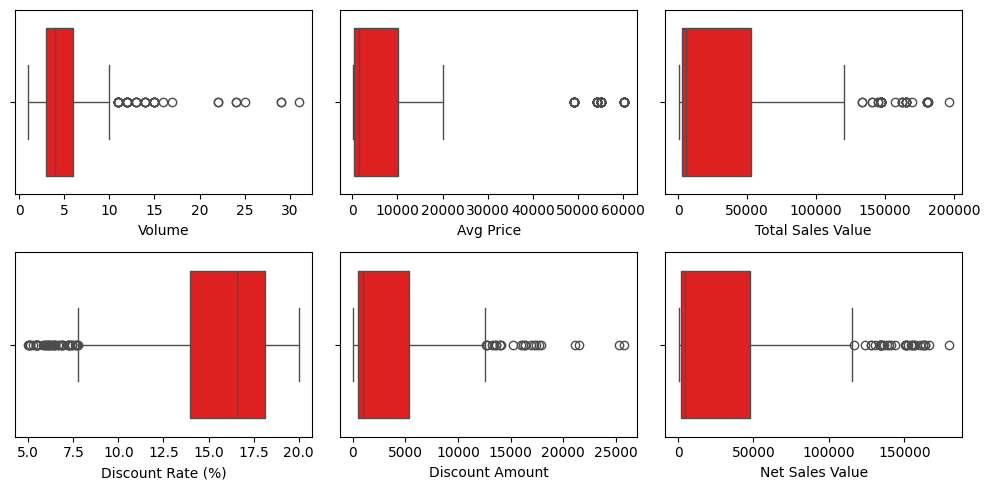 0 5 10 15 20 25 30
Volume
0 10000 20000 30000 40000 50000 60000
Avg Price
0 50000 100000 150000 200000
Total Sales Value
5.0 7.5 10.0 12.5 15.0 17.5 20.0
Discount Rate (%)
0 5000 10000 15000 20000 25000
Discount Amount
0 50000 100000 150000
Net Sales Value